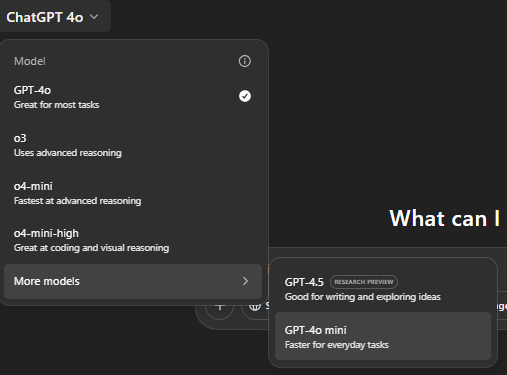 ChatGPT 4o
Model
GPT-4o
Great for most tasks
o3
Uses advanced reasoning
o4-mini
Fastest at advanced reasoning
o4-mini-high
Great at coding and visual reasoning
More models
What can I
GPT-4.5 RESEARCH PREVIEW
Good for writing and exploring ideas
GPT-4o mini
Faster for everyday tasks